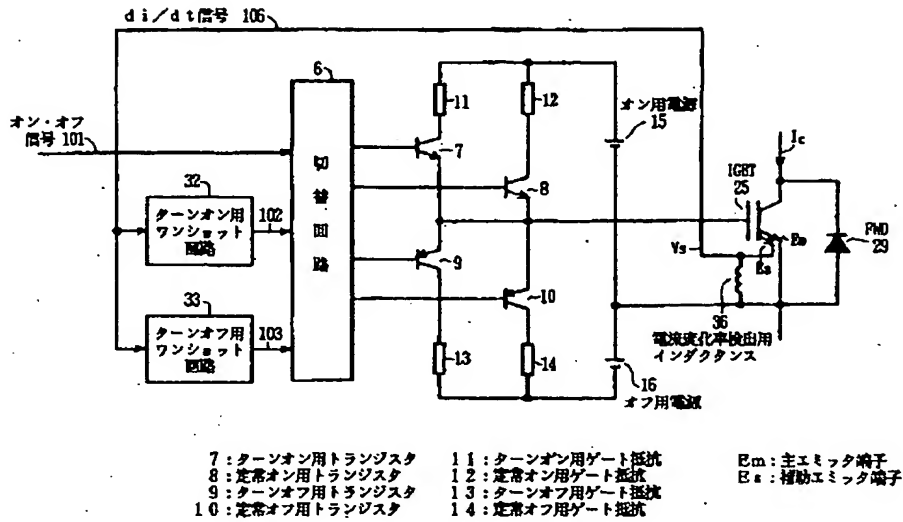 di/dt信号 106
6
11
12
オン用電源
15
オン・オフ
信号101
7
8
Ic
IGBT
25
切替回路
32
ターンオン用
ワンショット
回路
102
Em
Es
Vs
FWD
29
9
10
33
ターンオフ用
ワンショット
回路
103
36
電流変化率検出用
インダクタンス
13
14
16
オフ用電源
7:ターンオン用トランジスタ
8:定常オン用トランジスタ
9:ターンオフ用トランジスタ
10:定常オフ用トランジスタ
11:ターンオン用ゲート抵抗
12:定常オン用ゲート抵抗
13:ターンオフ用ゲート抵抗
14:定常オフ用ゲート抵抗
Em:主エミッタ端子
Es:補助エミッタ端子